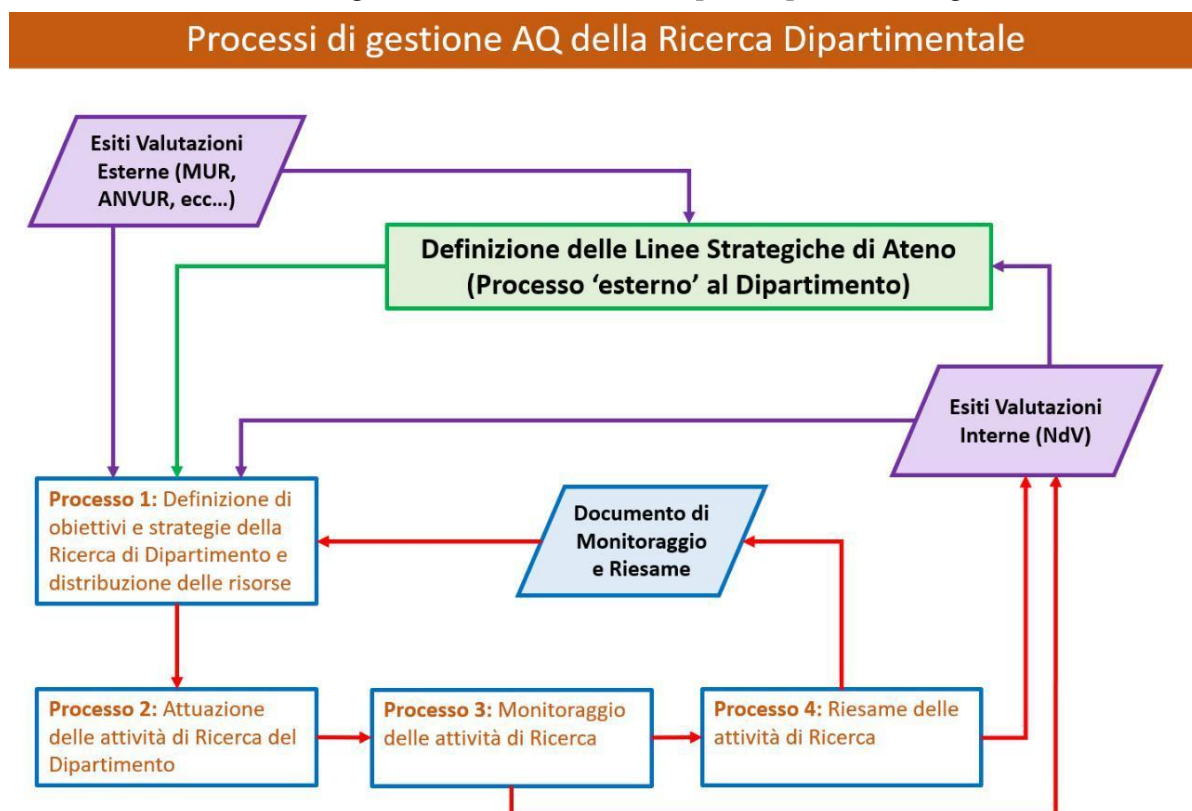 Processi di gestione AQ della Ricerca Dipartimentale
Esiti Valutazioni
Esterne (MUR,
ANVUR, ecc...)
Definizione delle Linee Strategiche di Ateno
(Processo ‘esterno’ al Dipartimento)
Esiti Valutazioni
Interne (NdV)
Processo 1: Definizione di
obiettivi e strategie della
Ricerca di Dipartimento e
distribuzione delle risorse
Documento di
Monitoraggio
e Riesame
Processo 2: Attuazione
delle attività di Ricerca del
Dipartimento
Processo 3: Monitoraggio
delle attività di Ricerca
Processo 4: Riesame delle
attività di Ricerca